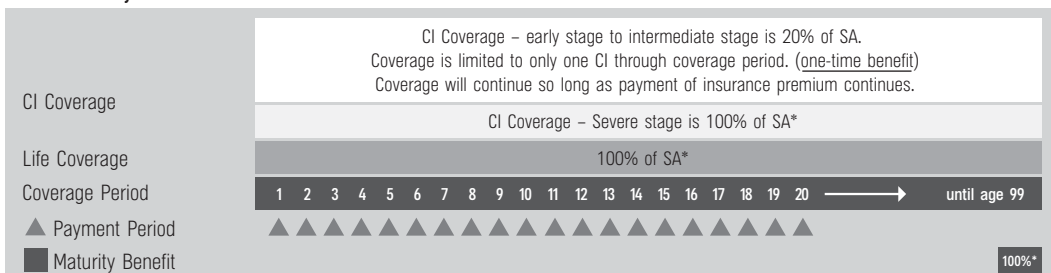 CI Coverage – early stage to intermediate stage is 20% of SA.
Coverage is limited to only one CI through coverage period. (one-time benefit)
Coverage will continue so long as payment of insurance premium continues.
CI Coverage
CI Coverage – Severe stage is 100% of SA*
Life Coverage 100% of SA*
Coverage Period 1 2 3 4 5 6 7 8 9 10 11 12 13 14 15 16 17 18 19 20 until age 99
Payment Period
Maturity Benefit 100%*